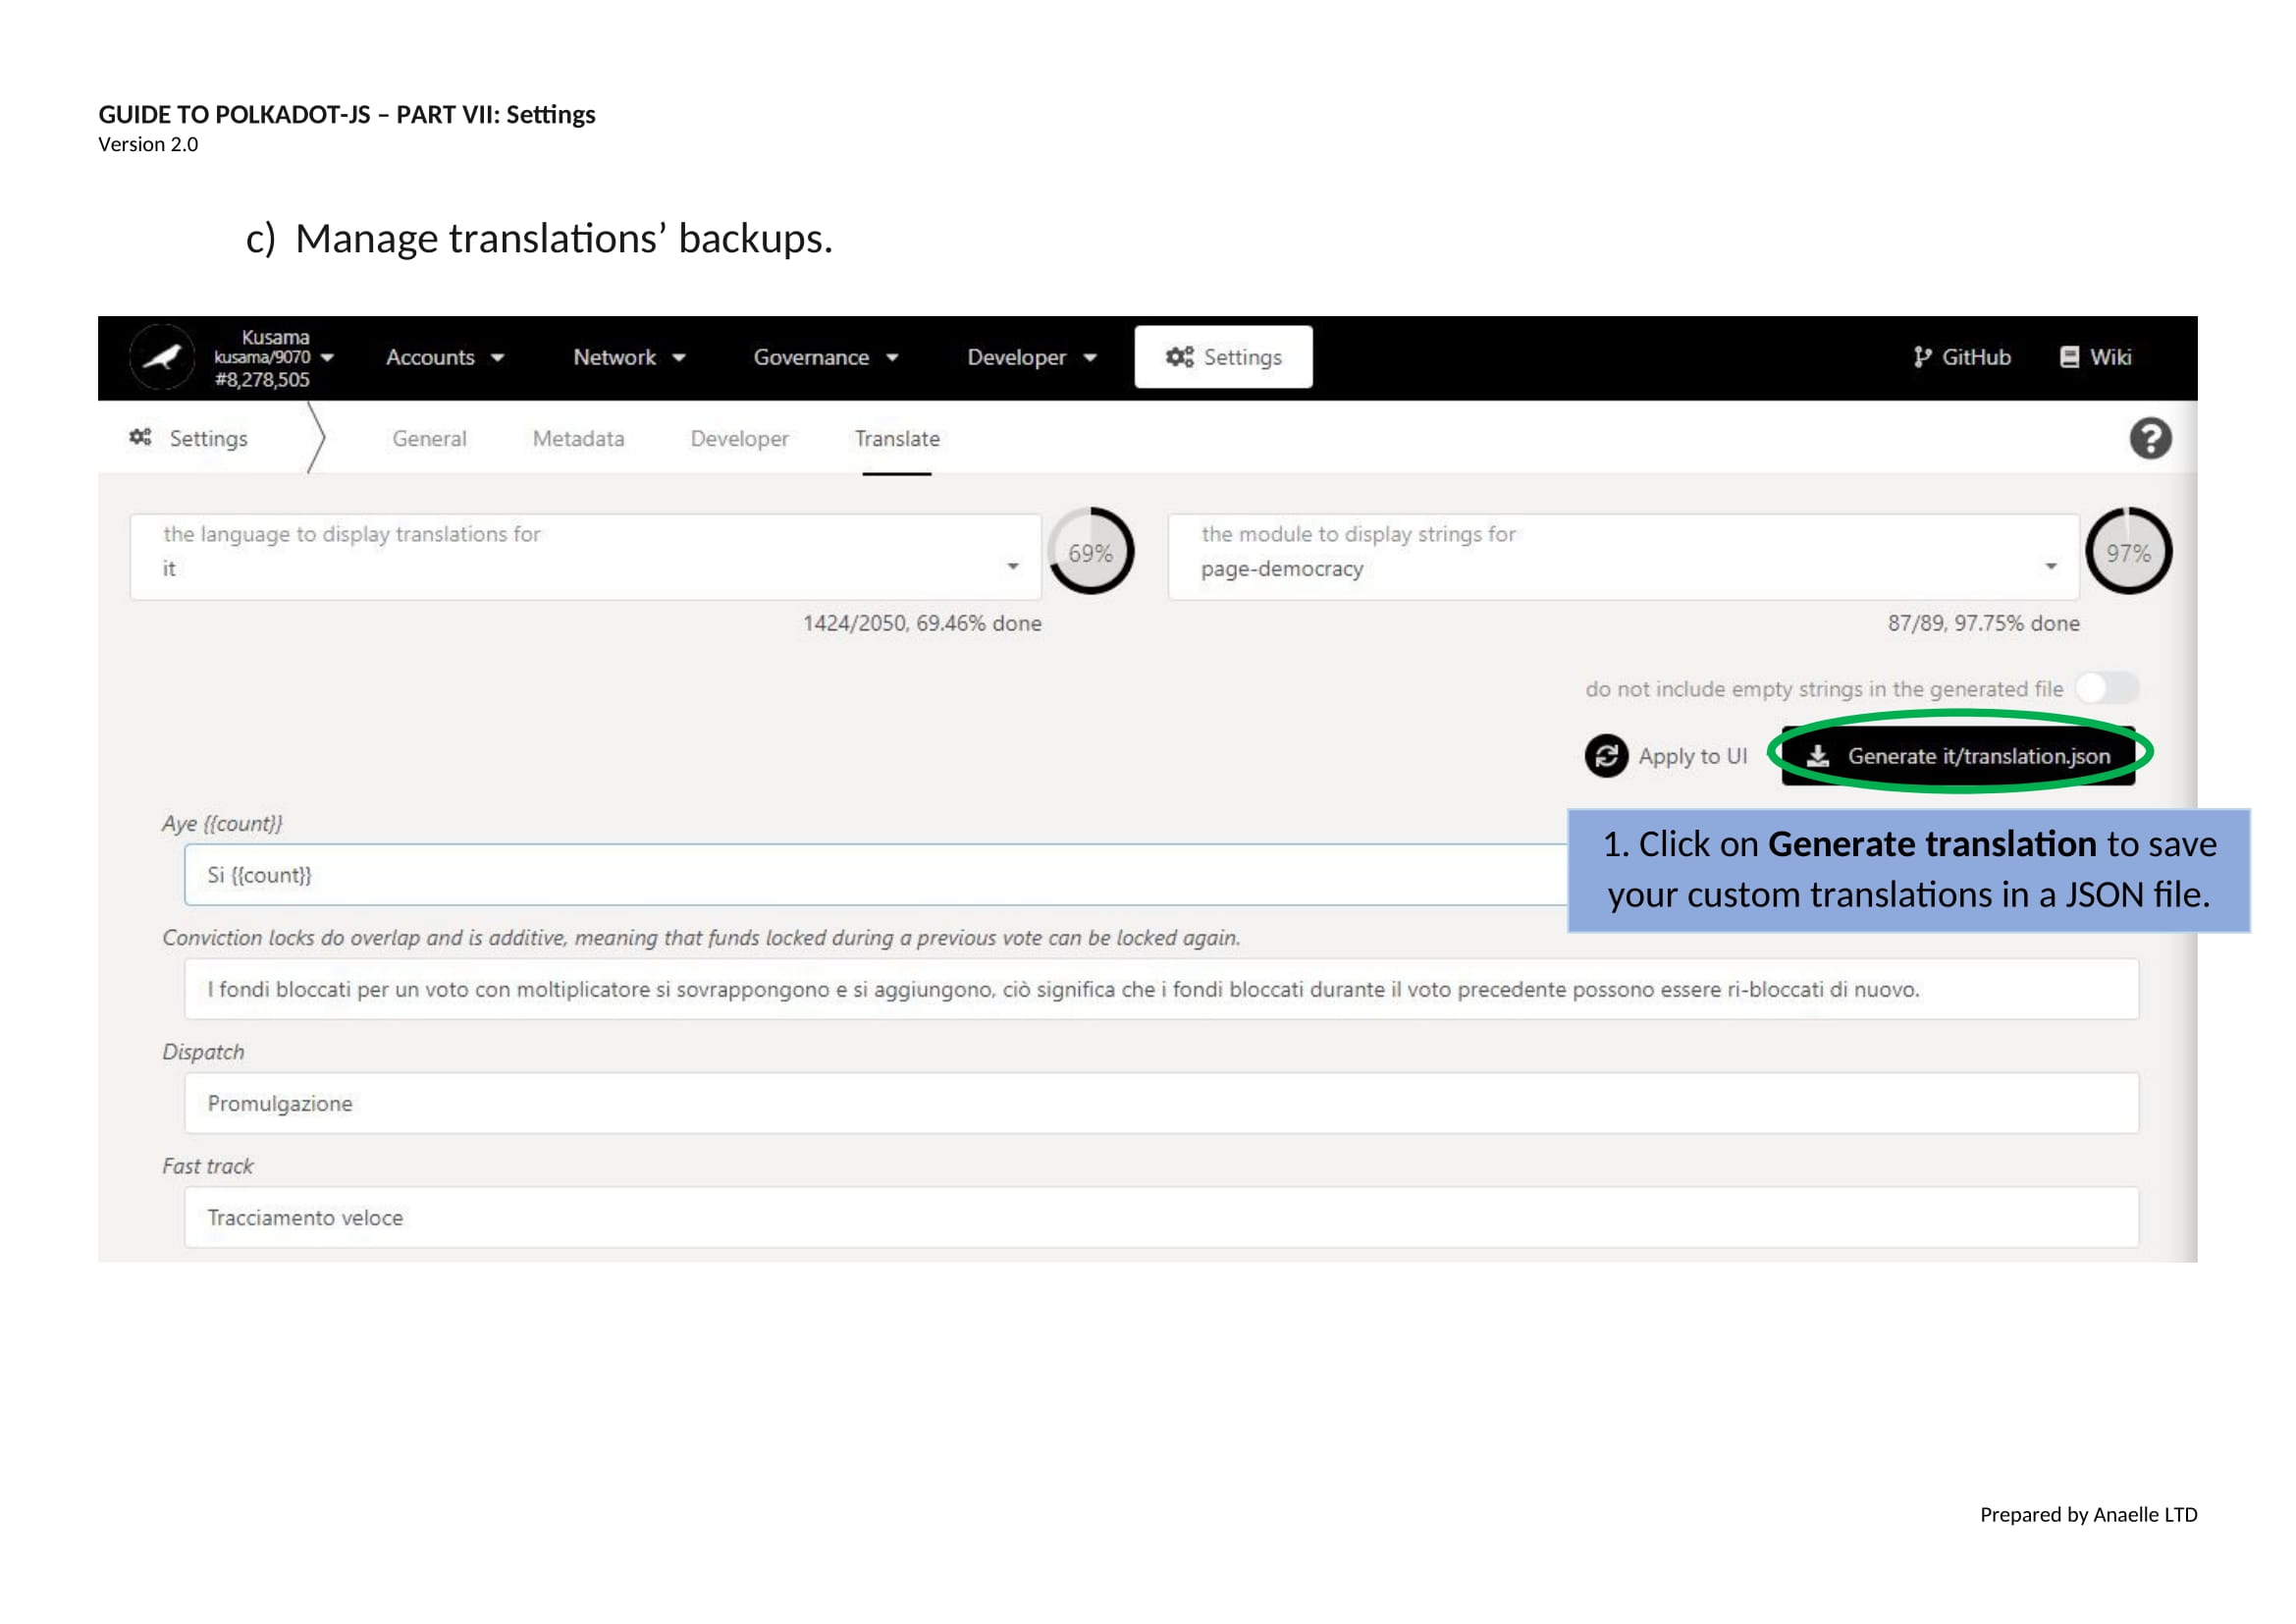 GUIDE TO POLKADOT-JS – PART VII: Settings
Version 2.0
c) Manage translations’ backups.
Kusama
kusama/9070
#8,278,505
Accounts
Network
Governance
Developer
Settings
GitHub
Wiki
Settings
General
Metadata
Developer
Translate
?
the language to display translations for
it
69%
1424/2050, 69.46% done
the module to display strings for
page-democracy
97%
87/89, 97.75% done
do not include empty strings in the generated file
Apply to UI
Generate it/translation.json
1. Click on Generate translation to save
your custom translations in a JSON file.
Aye {{count}}
Si {{count}}
Conviction locks do overlap and is additive, meaning that funds locked during a previous vote can be locked again.
I fondi bloccati per un voto con moltiplicatore si sovrappongono e si aggiungono, ciò significa che i fondi bloccati durante il voto precedente possono essere ri-bloccati di nuovo.
Dispatch
Promulgazione
Fast track
Tracciamento veloce
Prepared by Anaelle LTD